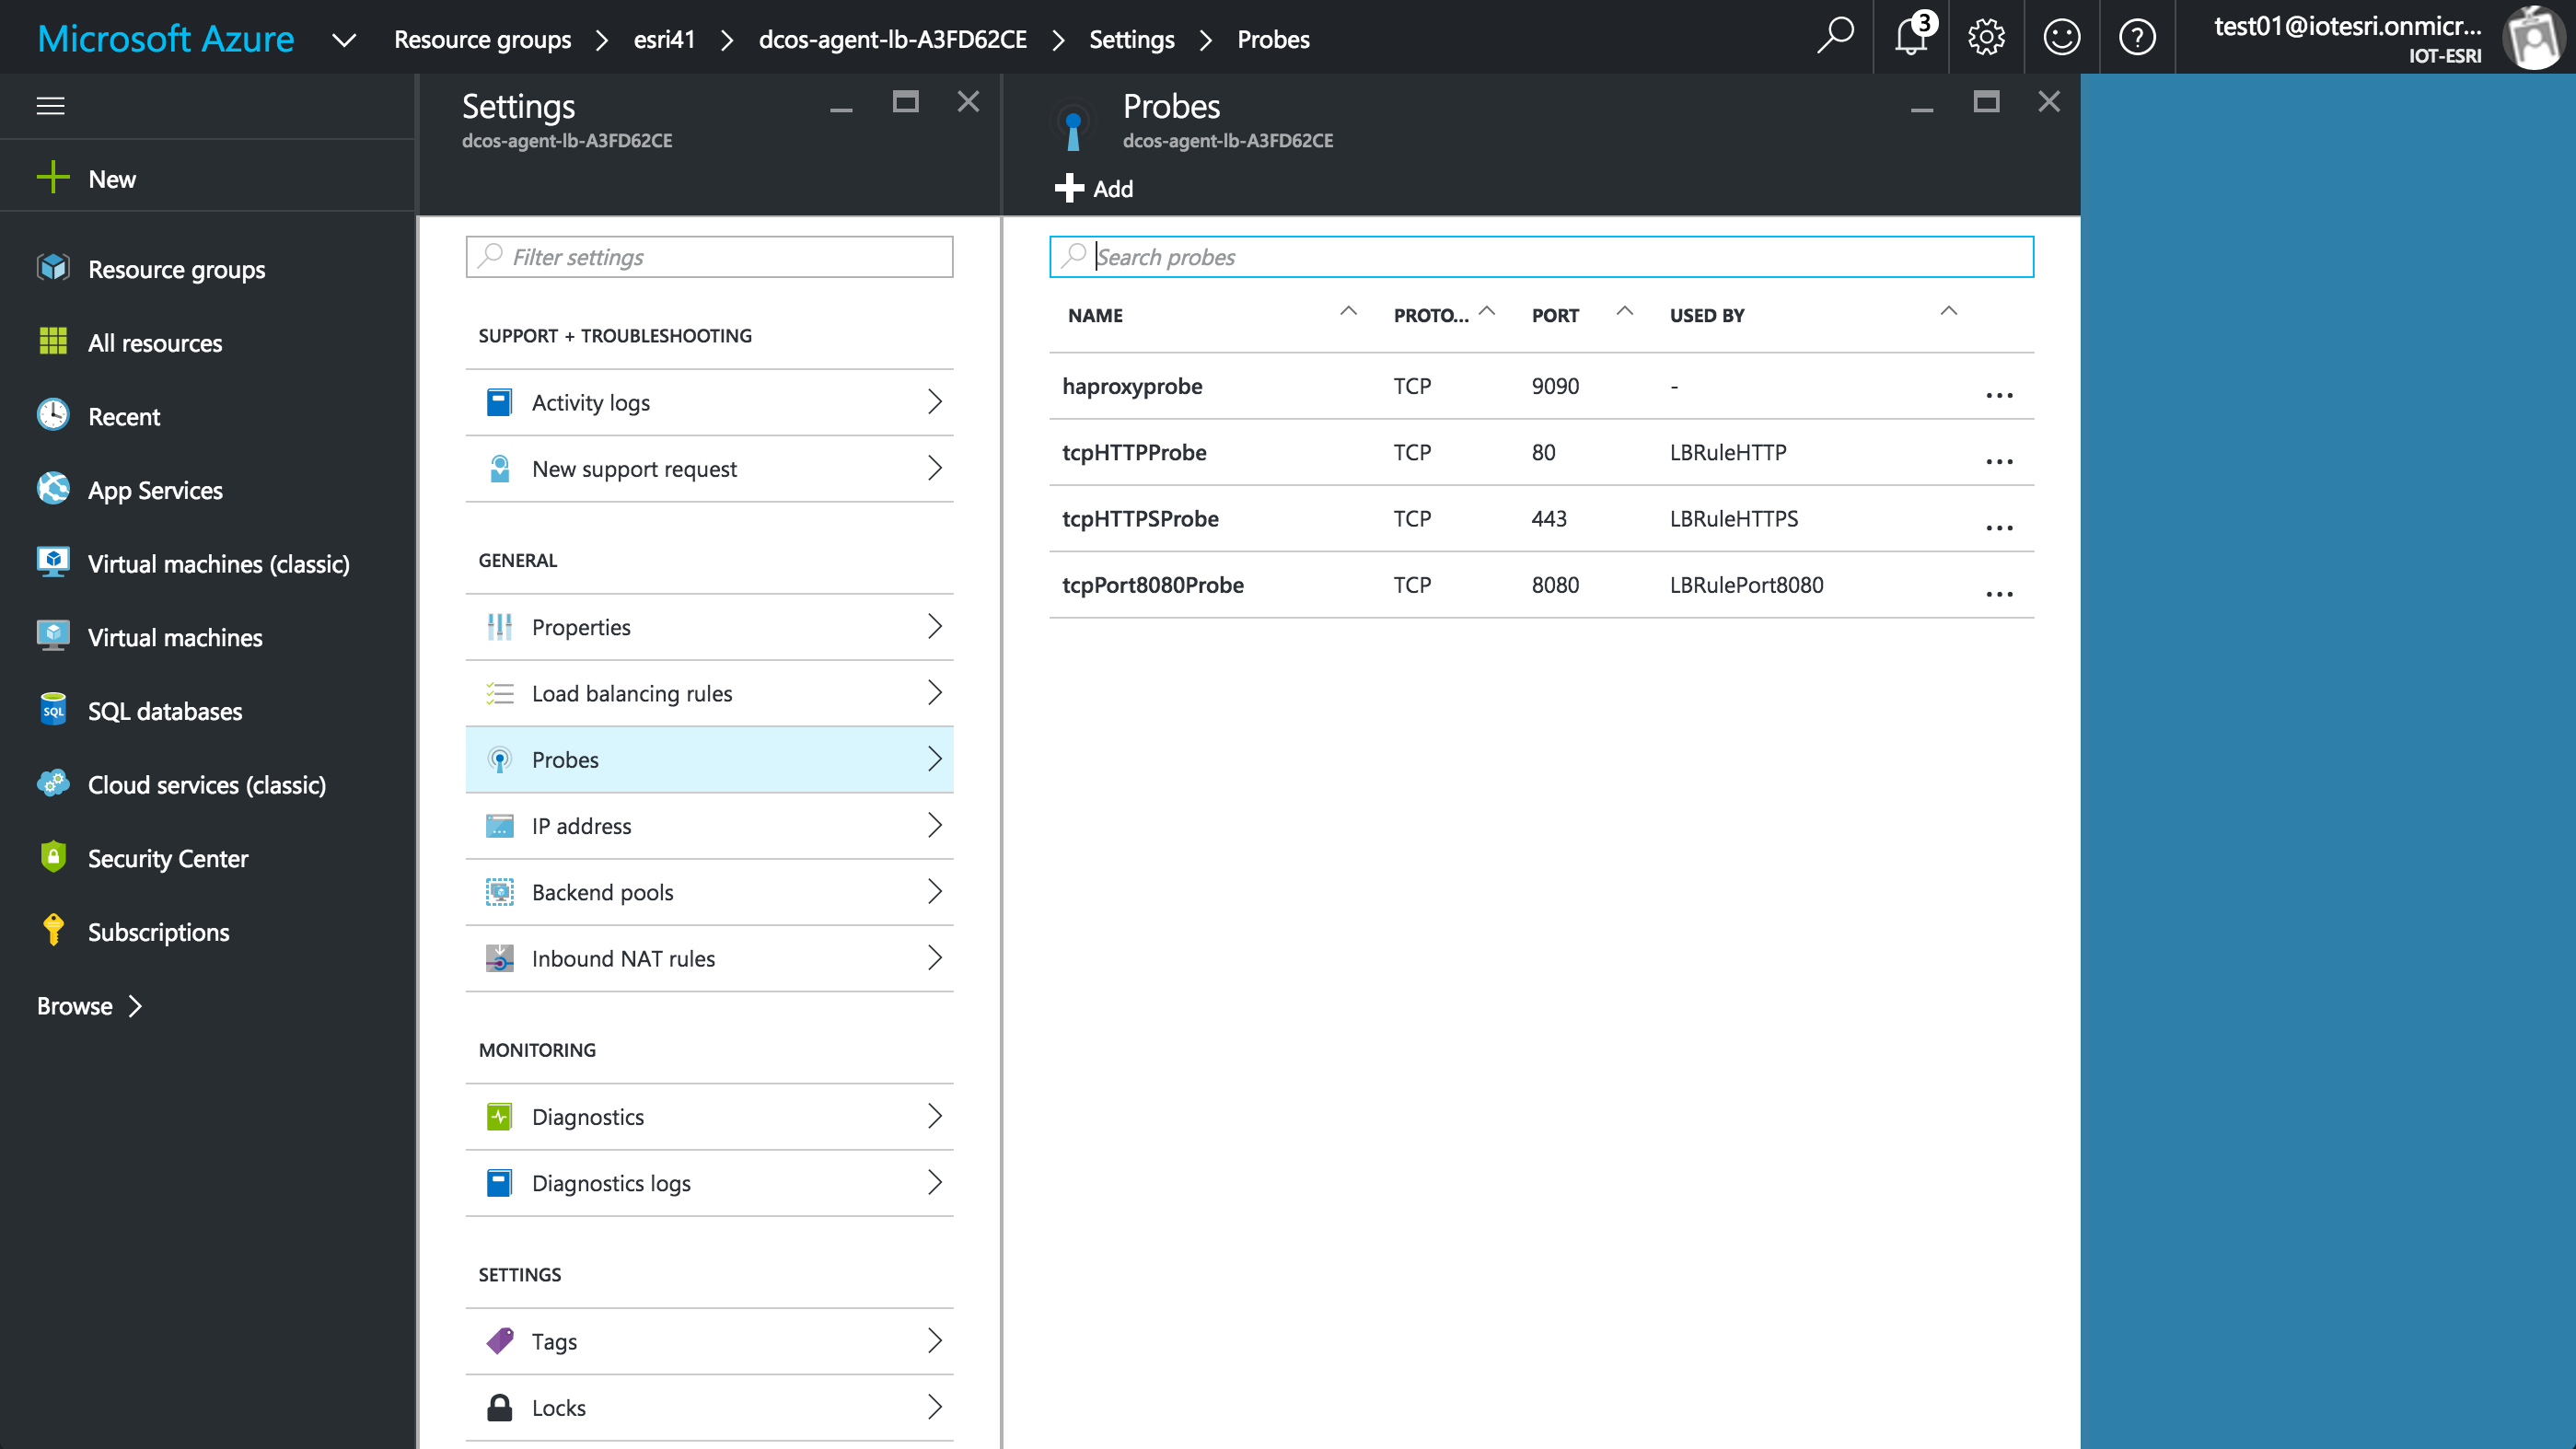 Microsoft Azure
Resource groups > esri41 > dcos-agent-lb-A3FD62CE > Settings > Probes
3
test01@iotesri.onmicr...
IOT-ESRI
New
Resource groups
All resources
Recent
App Services
Virtual machines (classic)
Virtual machines
SQL
SQL databases
Cloud services (classic)
Security Center
Subscriptions
Browse >
Settings
dcos-agent-lb-A3FD62CE
Filter settings
SUPPORT + TROUBLESHOOTING
Activity logs
New support request
GENERAL
Properties
Load balancing rules
Probes
IP address
Backend pools
Inbound NAT rules
MONITORING
Diagnostics
Diagnostics logs
SETTINGS
Tags
Locks
Probes
dcos-agent-lb-A3FD62CE
Add
Search probes
NAME PROTO... PORT USED BY
haproxyprobe TCP 9090 - ...
tcpHTTPProbe TCP 80 LBRuleHTTP ...
tcpHTTPSProbe TCP 443 LBRuleHTTPS ...
tcpPort8080Probe TCP 8080 LBRulePort8080 ...